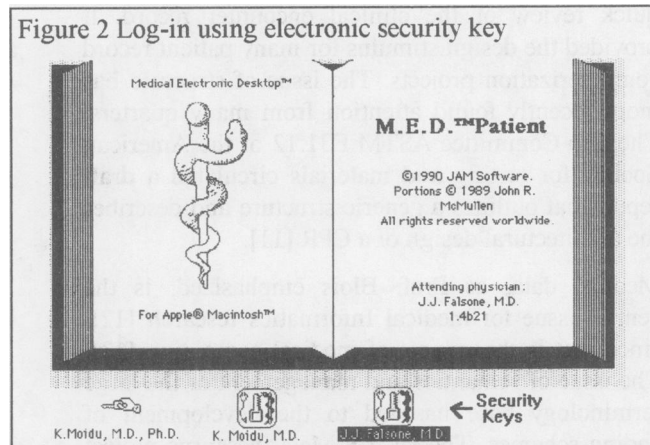 Figure 2 Log-in using electronic security key
Medical Electronic Desktop™
For Apple® Macintosh™
M.E.D.™Patient
©1990 JAM Software.
Portions © 1989 John R.
McMullen
All rights reserved worldwide.
Attending physician:
J.J. Falsone, M.D.
1.4b21
K.Moidu, M.D., Ph.D.
K. Moidu, M.D.
J.J. Falsone, M.D.
← Security
Keys